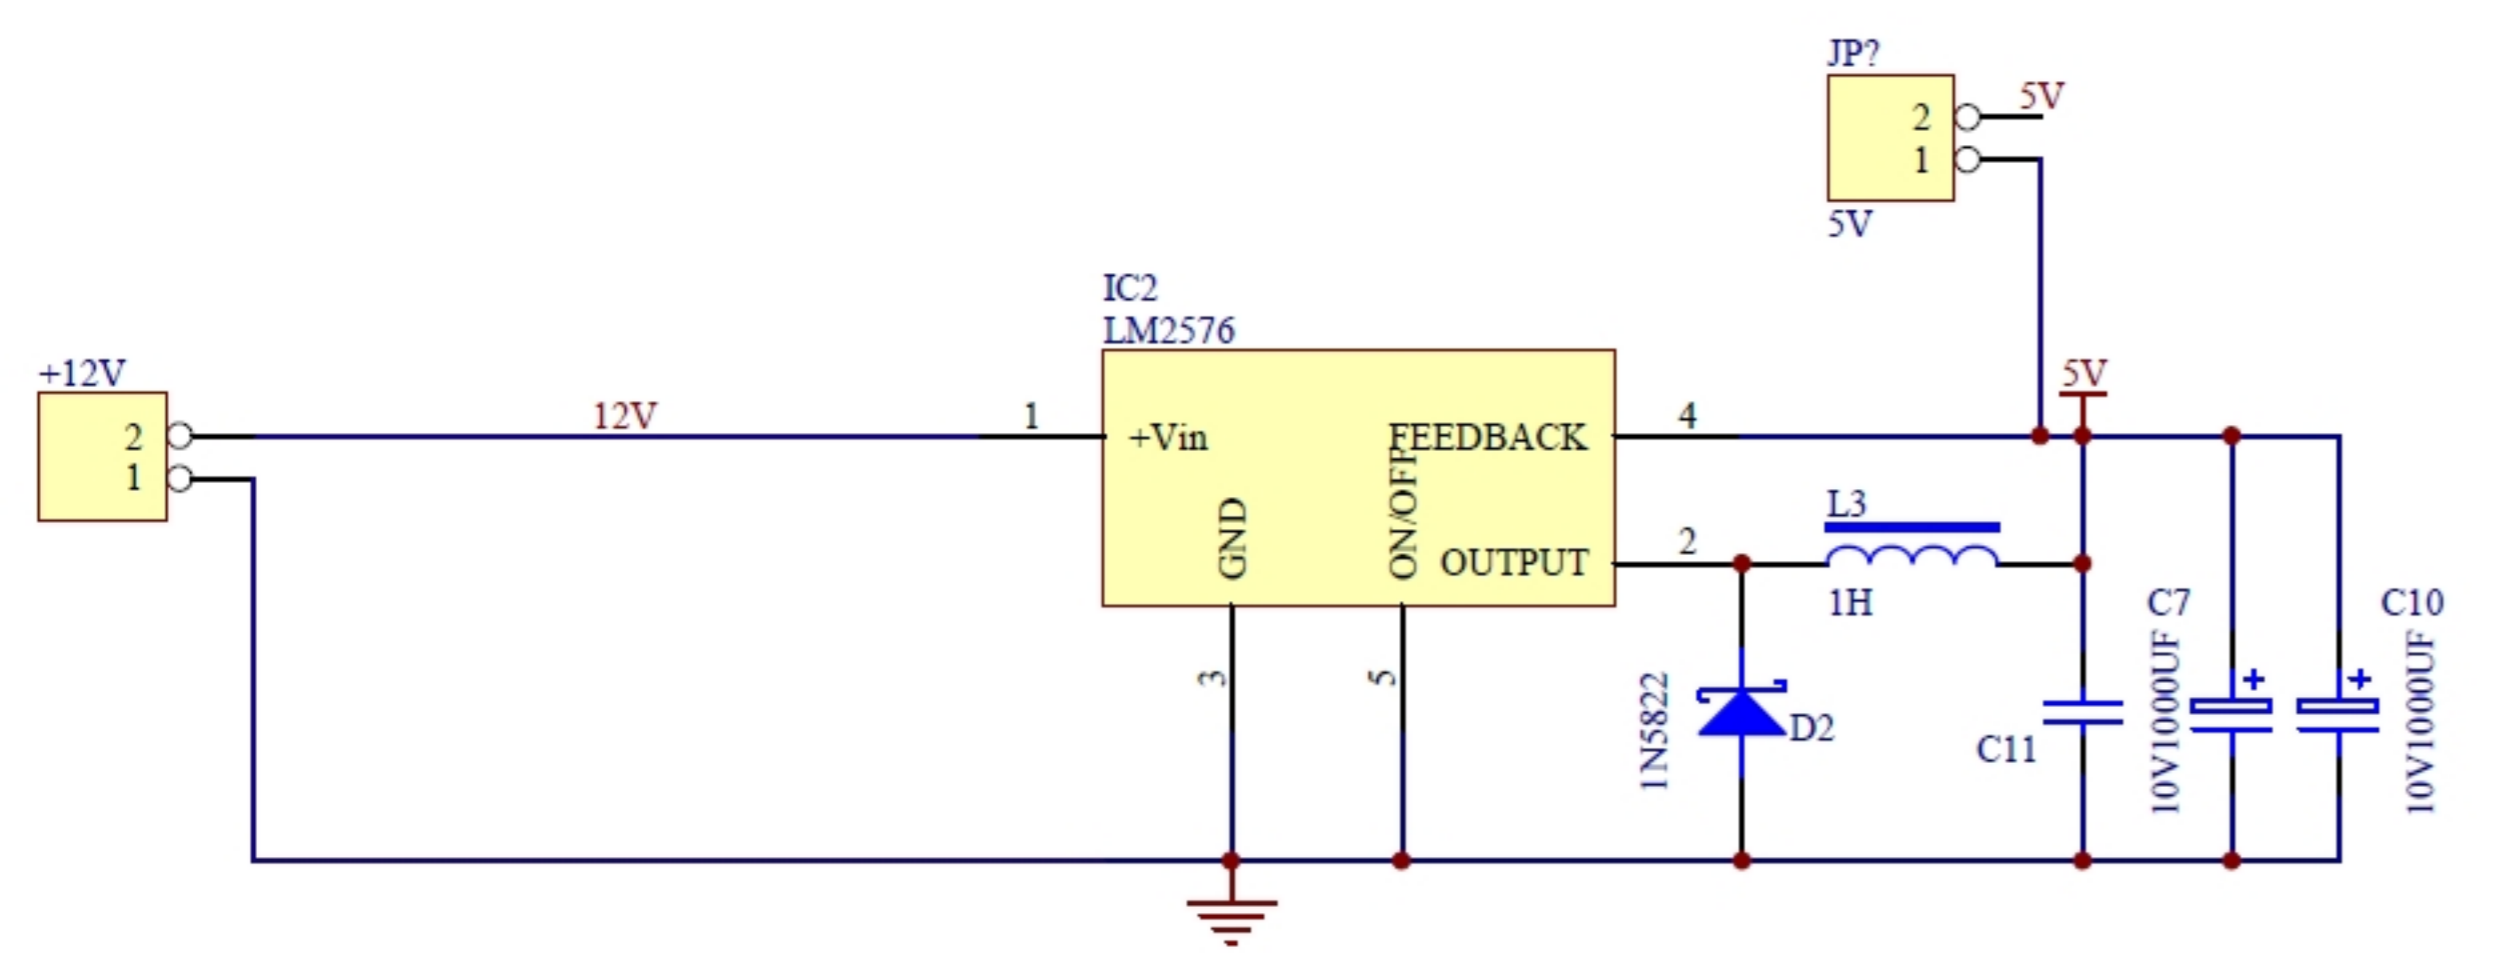 JP?
2
5V
1
5V
IC2
LM2576
+12V
2
1
12V
1
+Vin
FEEDBACK
4
5V
GND
ON/OFF
OUTPUT
2
L3
1H
3
5
1N5822
D2
C11
C7
10V1000UF
C10
10V1000UF